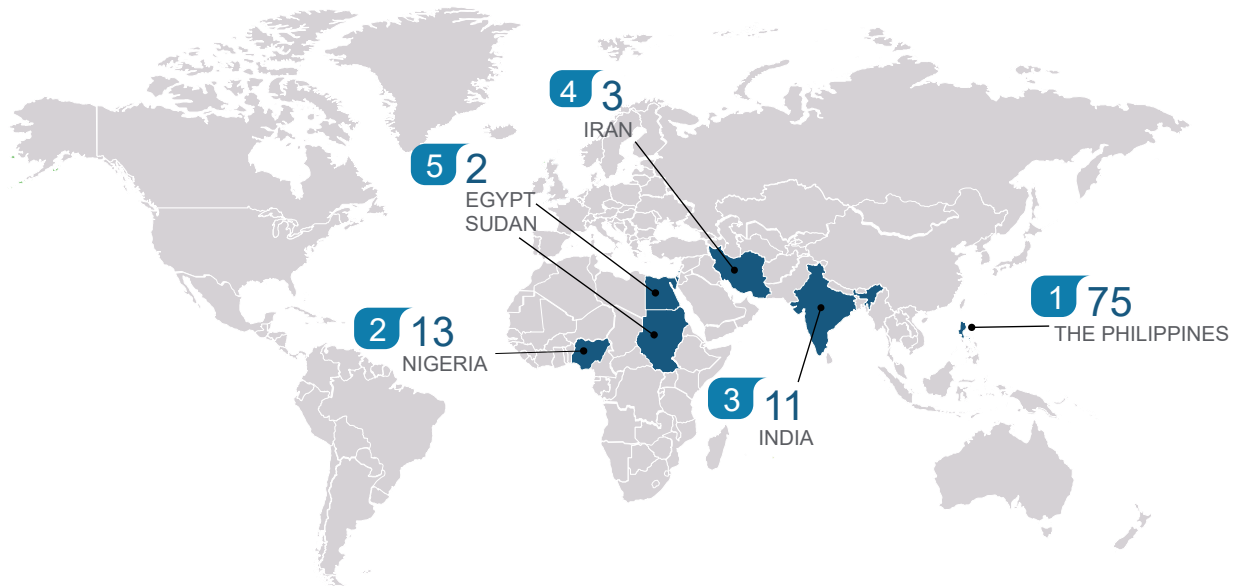 4 3
IRAN
5 2
EGYPT
SUDAN
1 75
THE PHILIPPINES
2 13
NIGERIA
3 11
INDIA